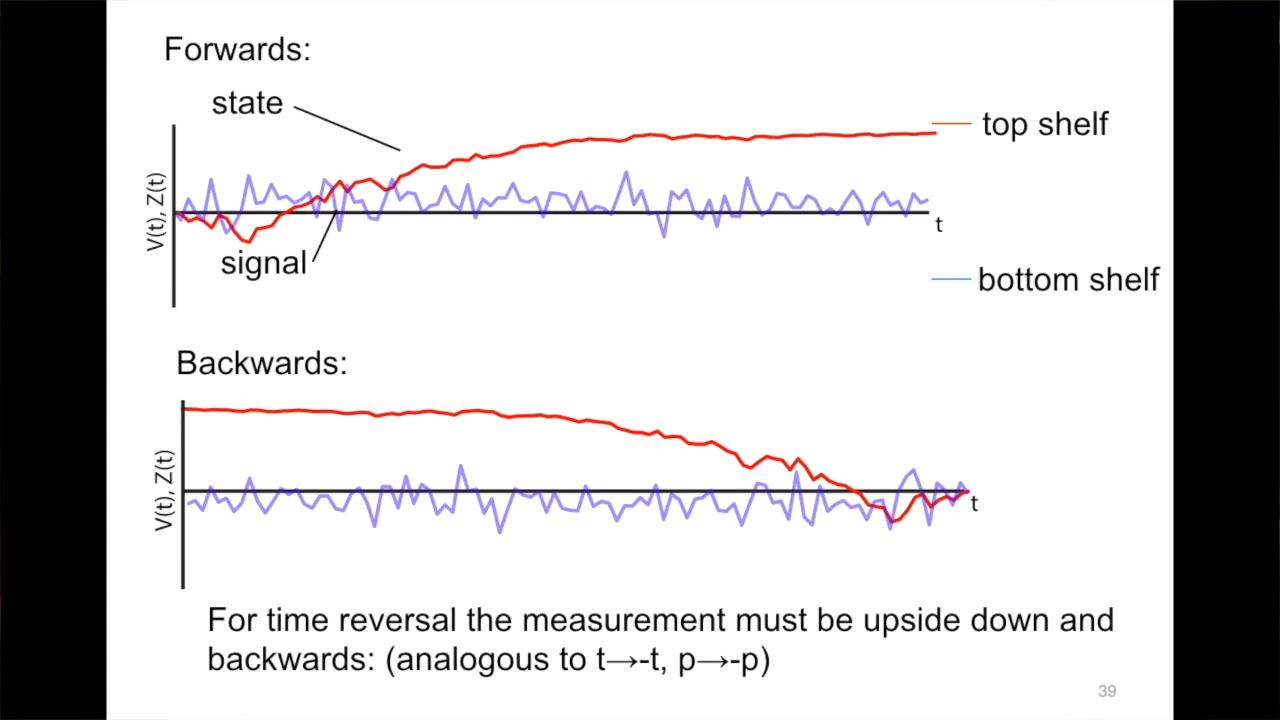 Forwards:
state
top shelf
V(t), Z(t)
t
signal
bottom shelf
Backwards:
V(t), Z(t)
t
For time reversal the measurement must be upside down and
backwards: (analogous to t→-t, p→-p)
39